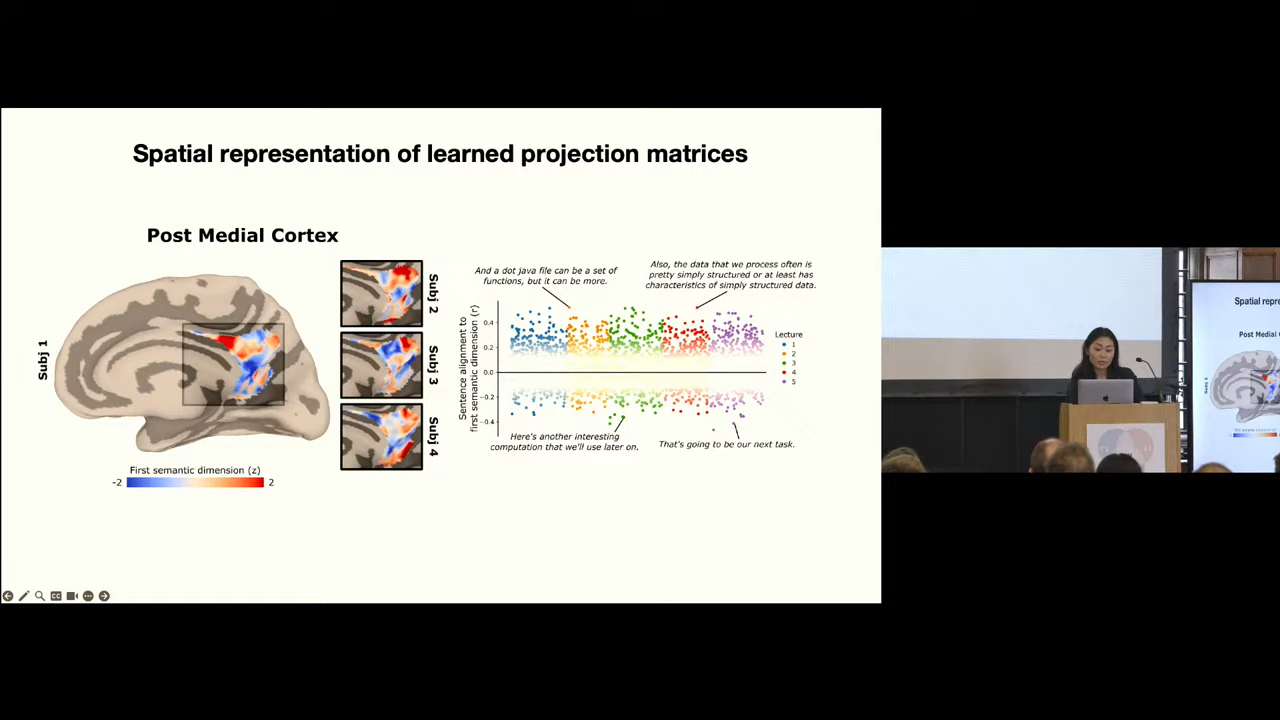 Spatial representation of learned projection matrices
Post Medial Cortex
Subj 1
Subj 2
Subj 3
Subj 4
First semantic dimension (z)
-2
2
And a dot java file can be a set of
functions, but it can be more.
Also, the data that we process often is
pretty simply structured or at least has
characteristics of simply structured data.
Sentence alignment to
first semantic dimension (r)
0.4
0.2
0.0
-0.2
-0.4
Here's another interesting
computation that we'll use later on.
That's going to be our next task.
Lecture
1
2
3
4
5
CC
Spatial repre
Post Medial